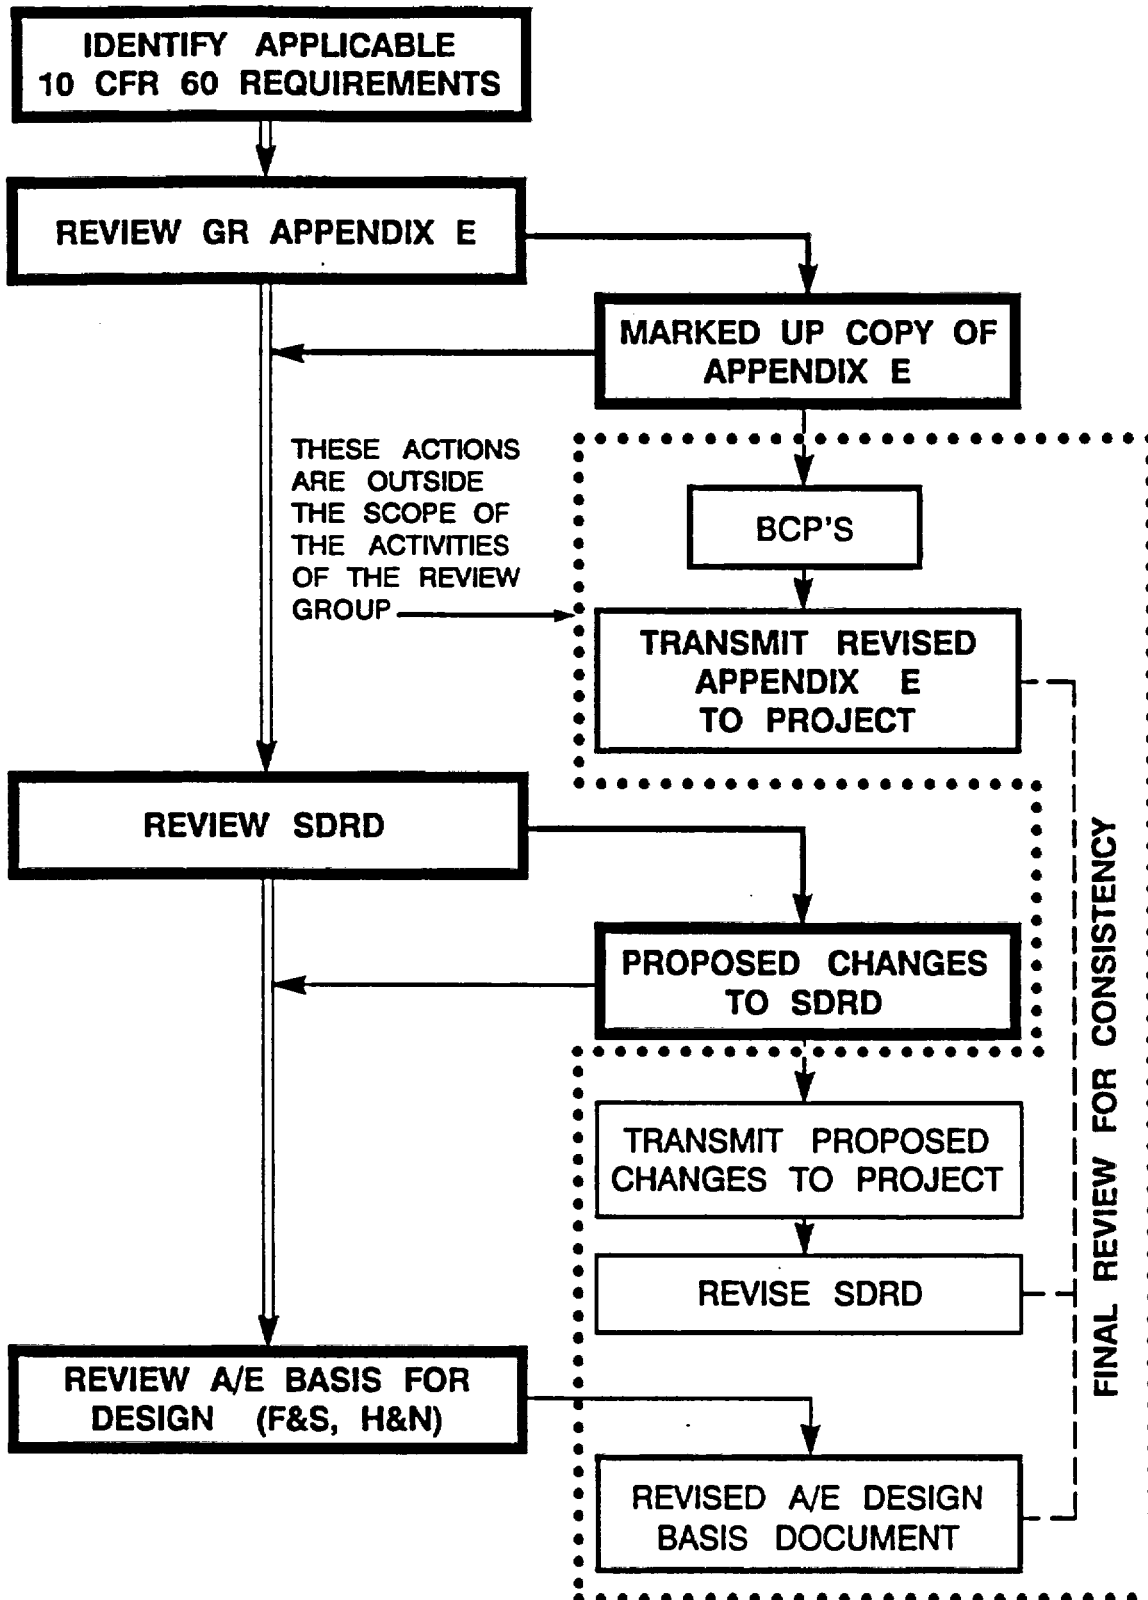 IDENTIFY APPLICABLE
10 CFR 60 REQUIREMENTS
REVIEW GR APPENDIX E
MARKED UP COPY OF
APPENDIX E
THESE ACTIONS
ARE OUTSIDE
THE SCOPE OF
THE ACTIVITIES
OF THE REVIEW
GROUP
BCP'S
TRANSMIT REVISED
APPENDIX E
TO PROJECT
REVIEW SDRD
PROPOSED CHANGES
TO SDRD
TRANSMIT PROPOSED
CHANGES TO PROJECT
REVISE SDRD
FINAL REVIEW FOR CONSISTENCY
REVIEW A/E BASIS FOR
DESIGN (F&S, H&N)
REVISED A/E DESIGN
BASIS DOCUMENT